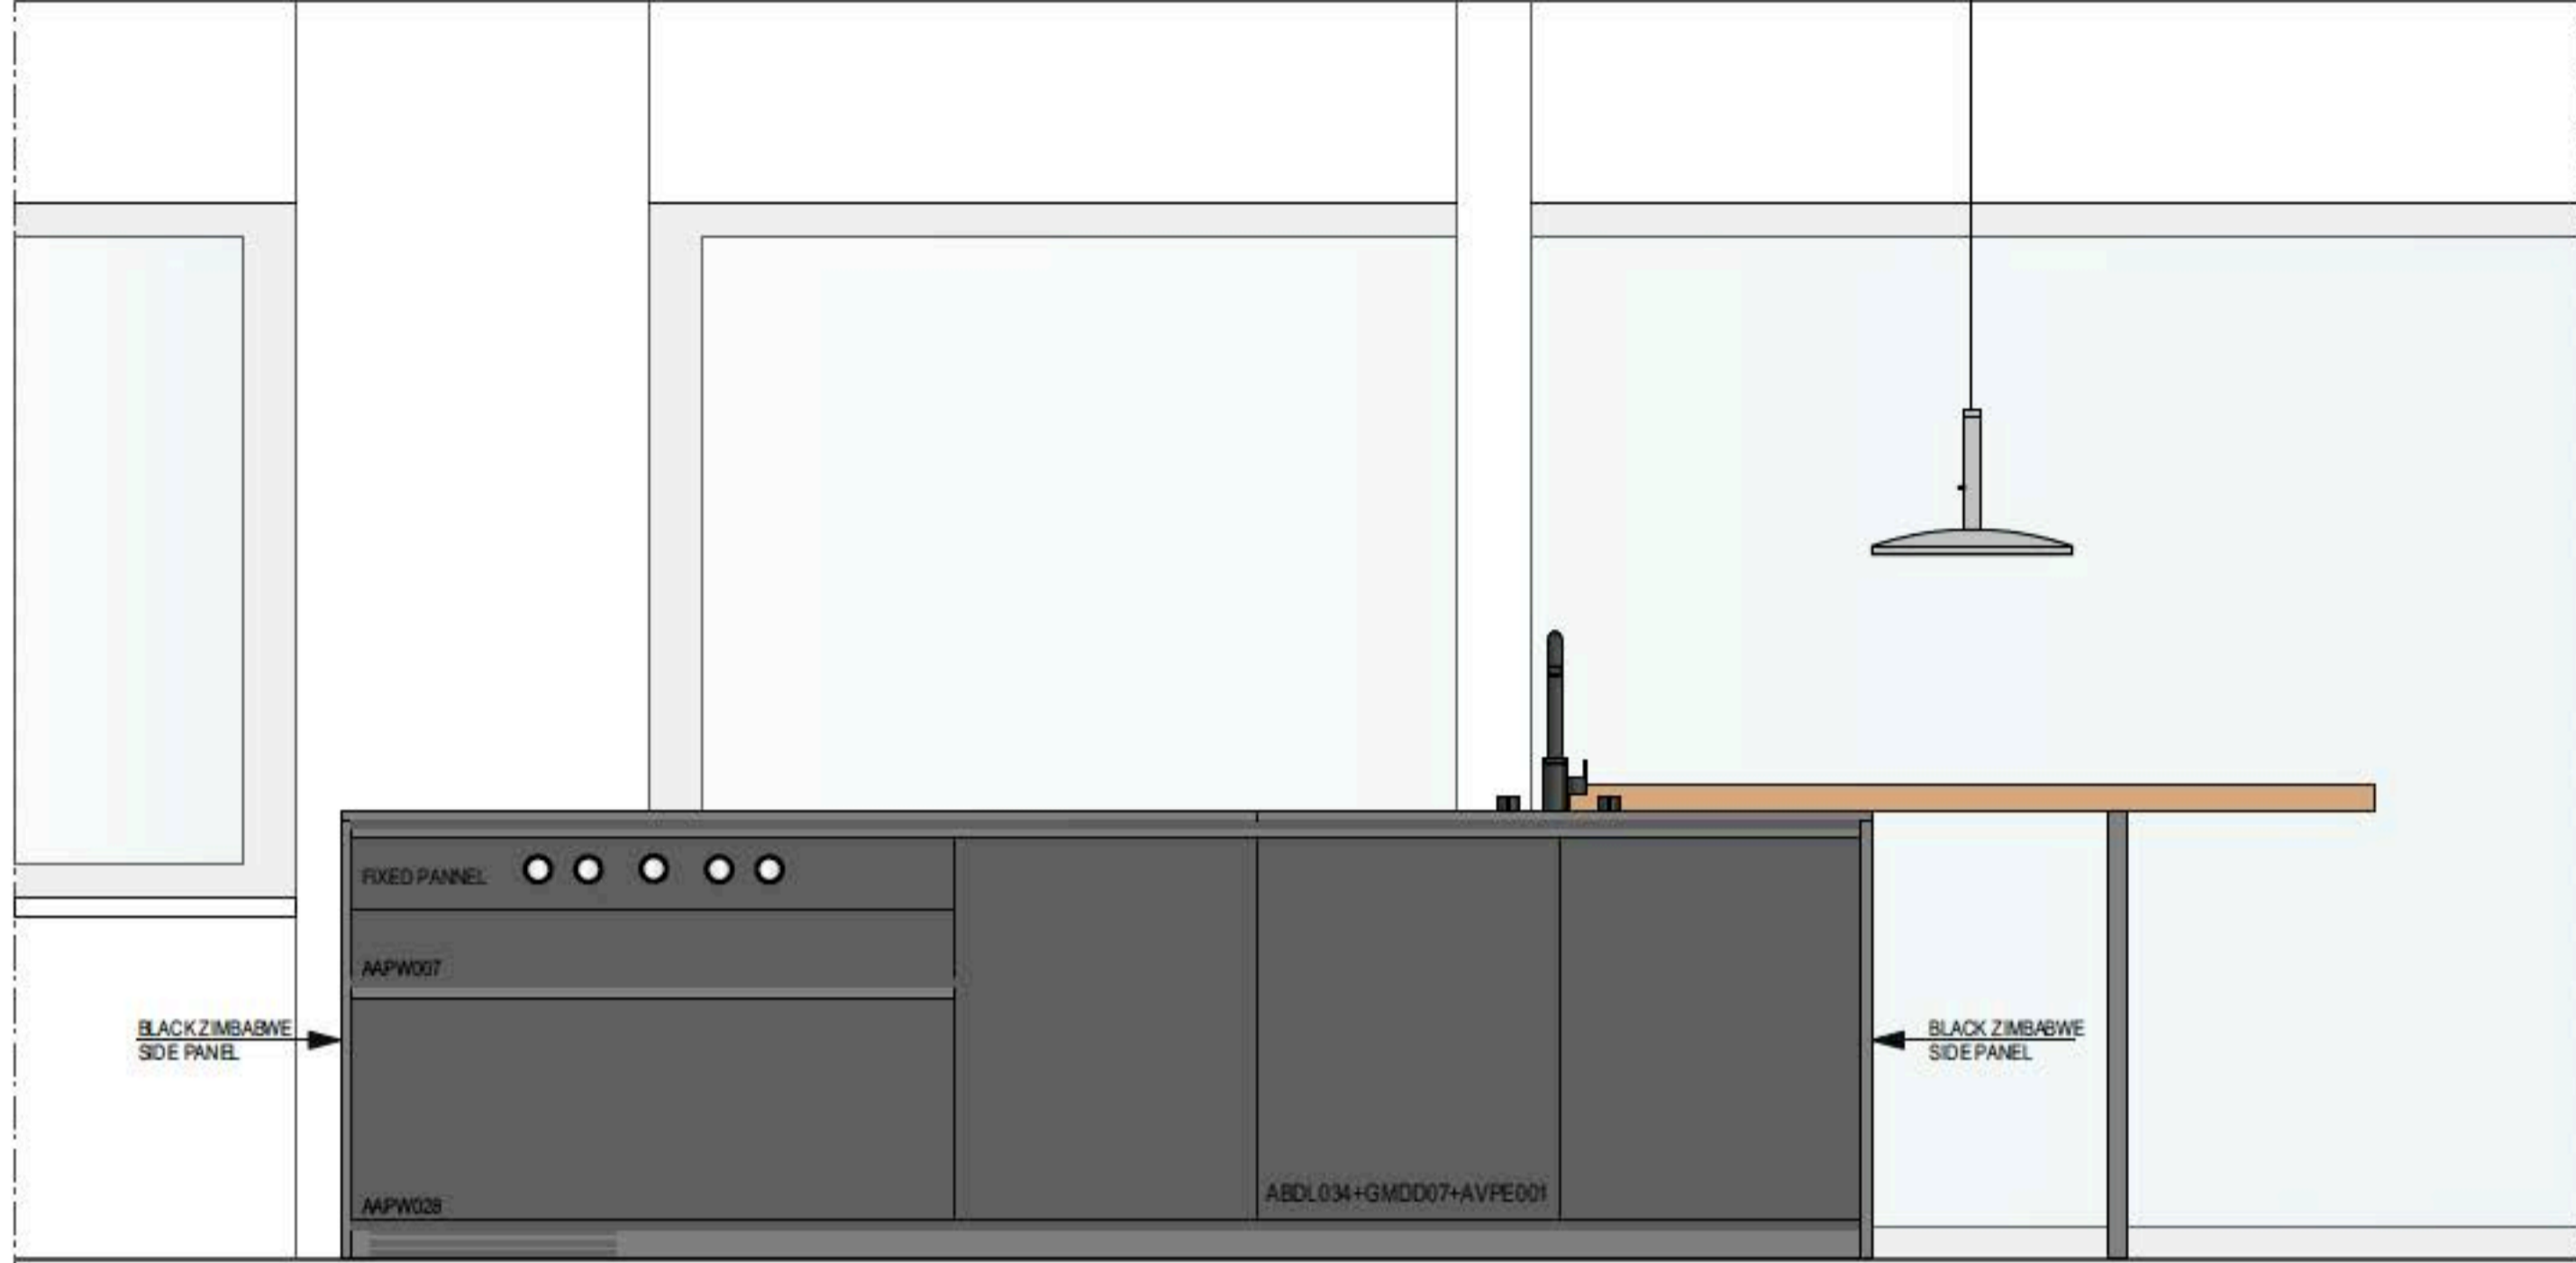 FIXED PANNEL
AAPW007
BLACK ZIMBABWE
SIDE PANEL
BLACK ZIMBABWE
SIDE PANEL
ABDL034+GMDD07+AVPE001
AAPW028